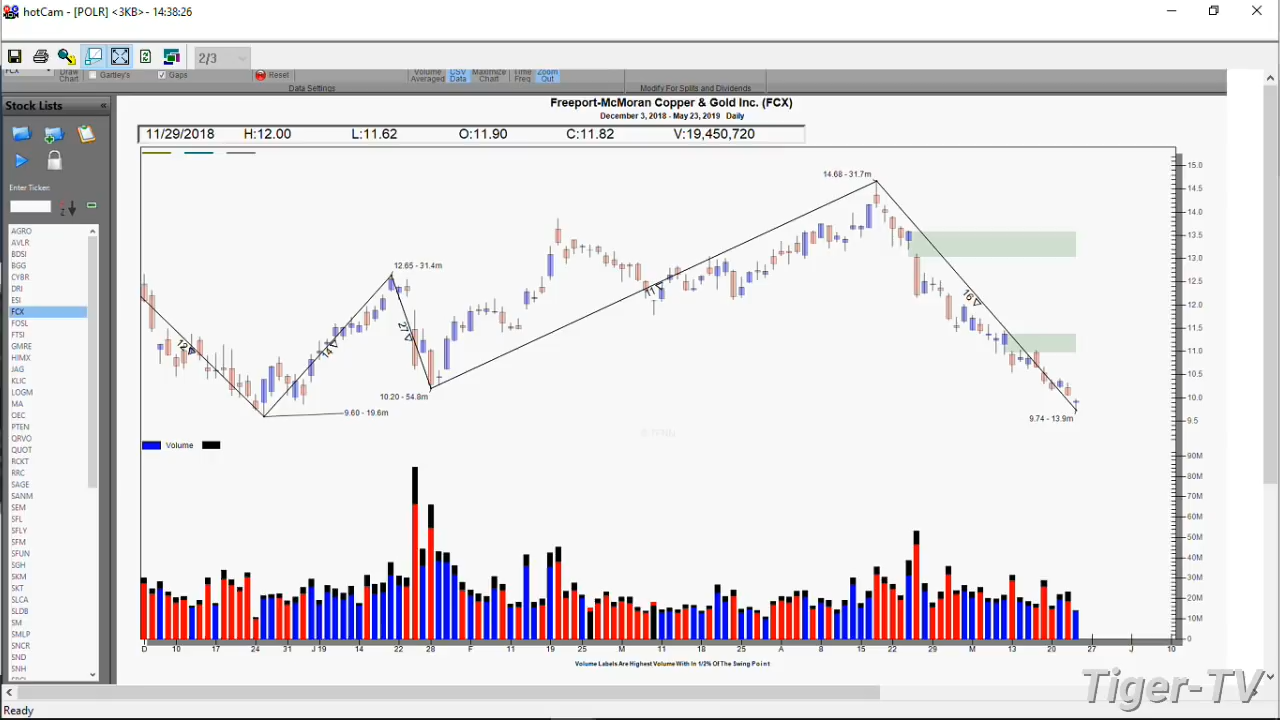 hotCam - [POLR] <3KB> - 14:38:26
2/3
FCX
Draw Chart
Gartley's
Gaps
Reset
Volume Averaged
CSV Data
Maximize Chart
Time Freq
Zoom Out
Data Settings
Modify For Splits and Dividends
Stock Lists
Enter Ticker:
AGRO
AVLR
BDSI
BGG
CYBR
DRI
ESI
FCX
FOSL
FTSI
GMRE
HIMX
JAG
KLIC
LOGM
MA
OEC
PTEN
QRVO
QUOT
RCKT
RRC
SAGE
SANM
SEM
SFL
SFLY
SFM
SFUN
SGH
SKM
SKT
SLCA
SLDB
SM
SMLP
SNCR
SND
SNH
Freeport-McMoran Copper & Gold Inc. (FCX)
December 3, 2018 - May 23, 2019 Daily
11/29/2018 H:12.00 L:11.62 O:11.90 C:11.82 V:19,450,720
14.68 - 31.7m
12.65 - 31.4m
10.20 - 54.8m
9.60 - 19.6m
9.74 - 13.9m
12
14
27
16
15.0
14.5
14.0
13.5
13.0
12.5
12.0
11.5
11.0
10.5
10.0
9.5
Volume
90M
80M
70M
60M
50M
40M
30M
20M
10M
0
D 10 17 24 31 J 19 14 22 28 F 11 19 25 M 11 18 25 A 8 15 22 29 M 13 20 27 J 10
Volume Labels Are Highest Volume With In 1/2% Of The Swing Point
Tiger-TV
Ready